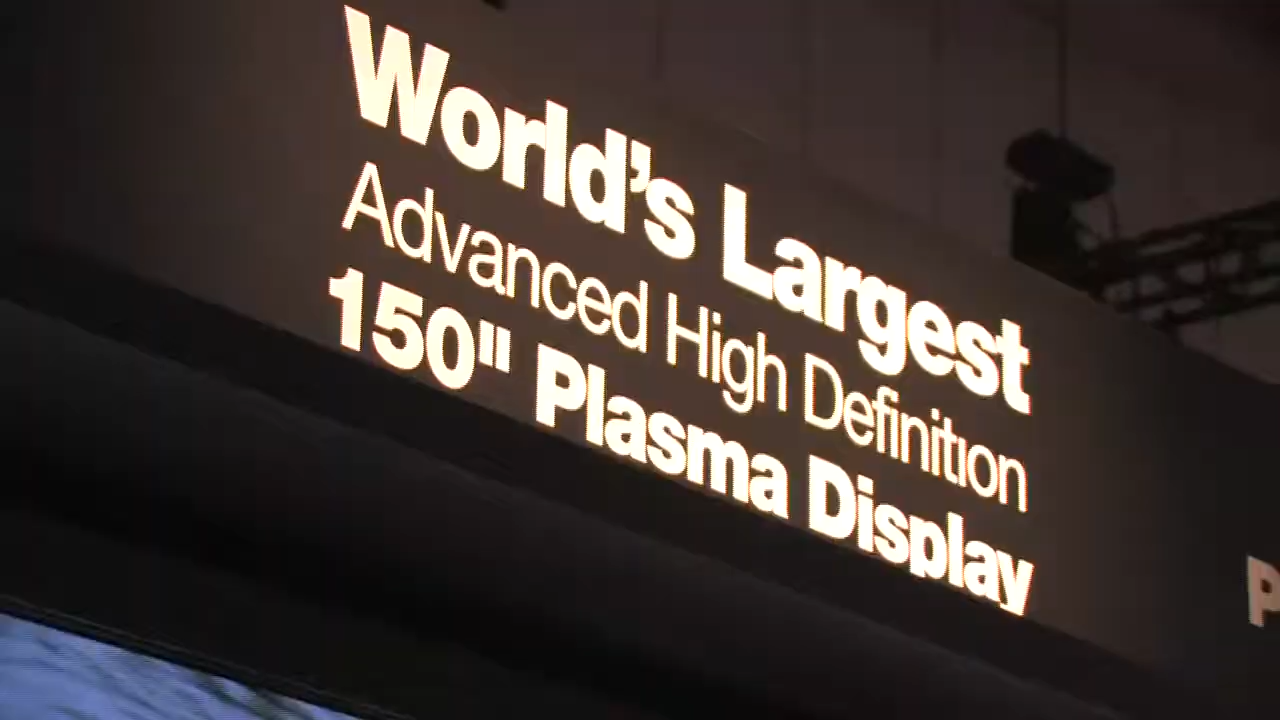 World's Largest
Advanced High Definition
150" Plasma Display
P